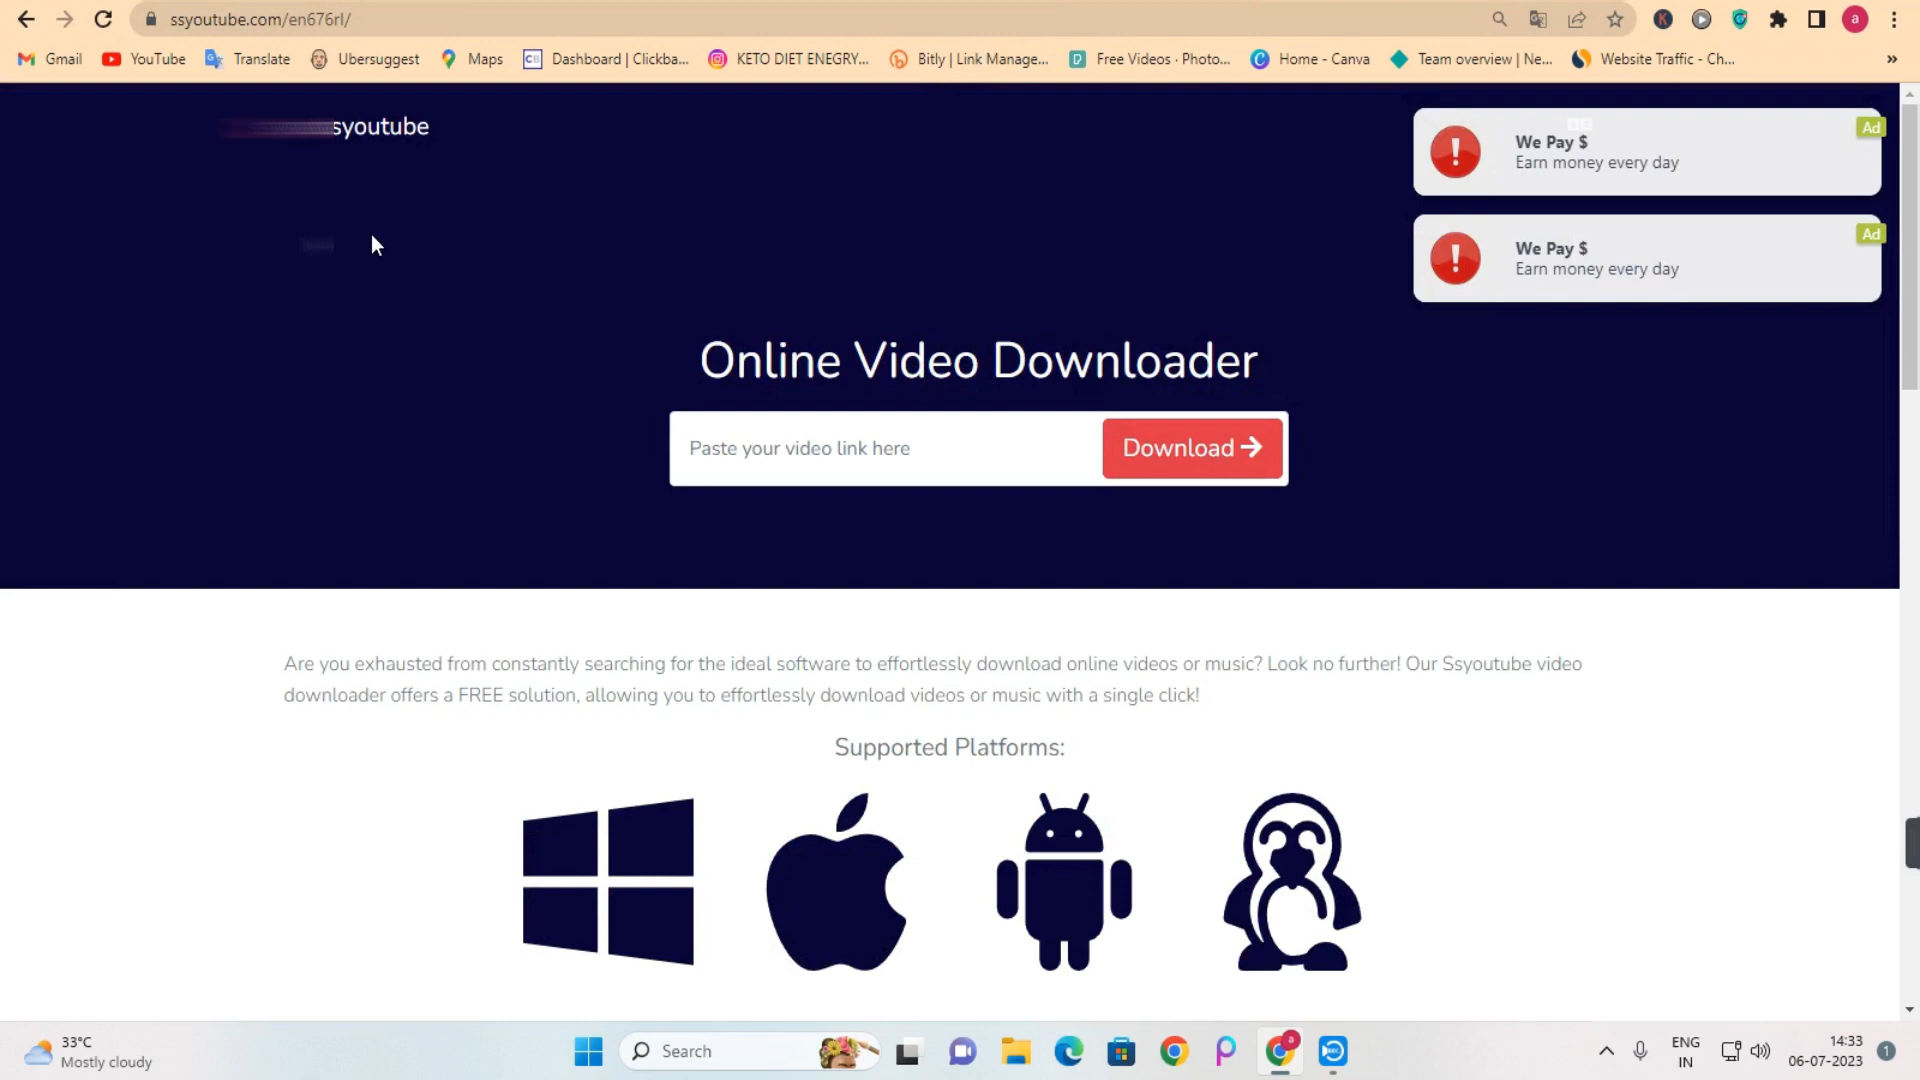 ssyoutube.com/en676rl/
a
Gmail
YouTube
Translate
Ubersuggest
Maps
CB
Dashboard | Clickba...
KETO DIET ENEGRY...
Bitly | Link Manage...
Free Videos · Photo...
Home - Canva
Team overview | Ne...
Website Traffic - Ch...
»
syoutube
Ad
We Pay $
Earn money every day
Ad
We Pay $
Earn money every day
Online Video Downloader
Paste your video link here
Download
Are you exhausted from constantly searching for the ideal software to effortlessly download online videos or music? Look no further! Our Ssyoutube video
downloader offers a FREE solution, allowing you to effortlessly download videos or music with a single click!
Supported Platforms:
33°C
Mostly cloudy
Search
ENG
IN
14:33
06-07-2023
1